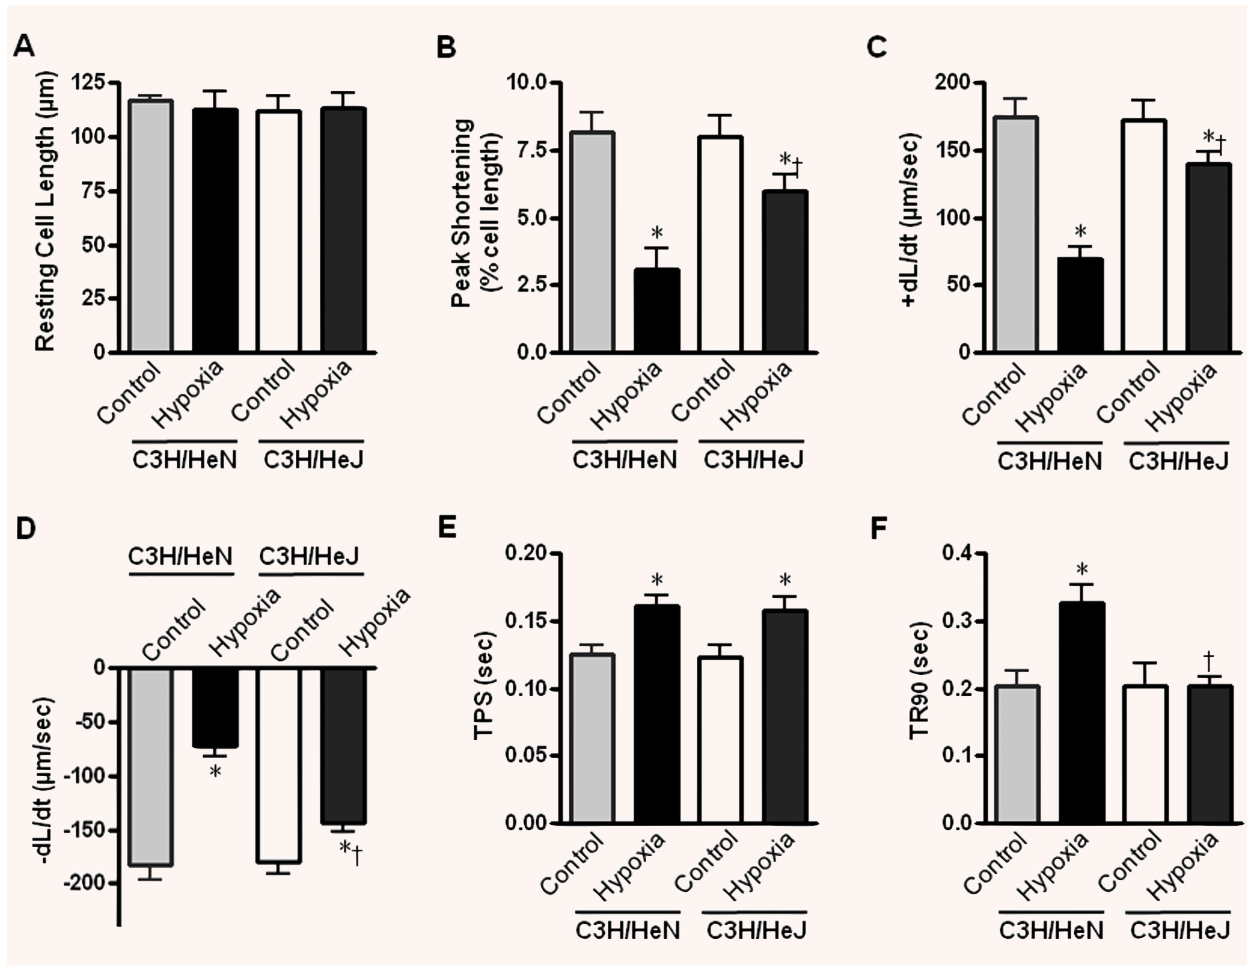 A
Resting Cell Length (µm)
125
100
75
50
25
0
Control
Hypoxia
Control
Hypoxia
C3H/HeN
C3H/HeJ
B
Peak Shortening
(% cell length)
10.0
7.5
5.0
2.5
0.0
*
*†
Control
Hypoxia
Control
Hypoxia
C3H/HeN
C3H/HeJ
C
+dL/dt (µm/sec)
200
150
100
50
0
*
*†
Control
Hypoxia
Control
Hypoxia
C3H/HeN
C3H/HeJ
D
C3H/HeN
C3H/HeJ
Control
Hypoxia
Control
Hypoxia
-dL/dt (µm/sec)
0
-50
-100
-150
-200
*
*†
E
TPS (sec)
0.20
0.15
0.10
0.05
0.00
*
*
Control
Hypoxia
Control
Hypoxia
C3H/HeN
C3H/HeJ
F
TR90 (sec)
0.4
0.3
0.2
0.1
0.0
*
†
Control
Hypoxia
Control
Hypoxia
C3H/HeN
C3H/HeJ